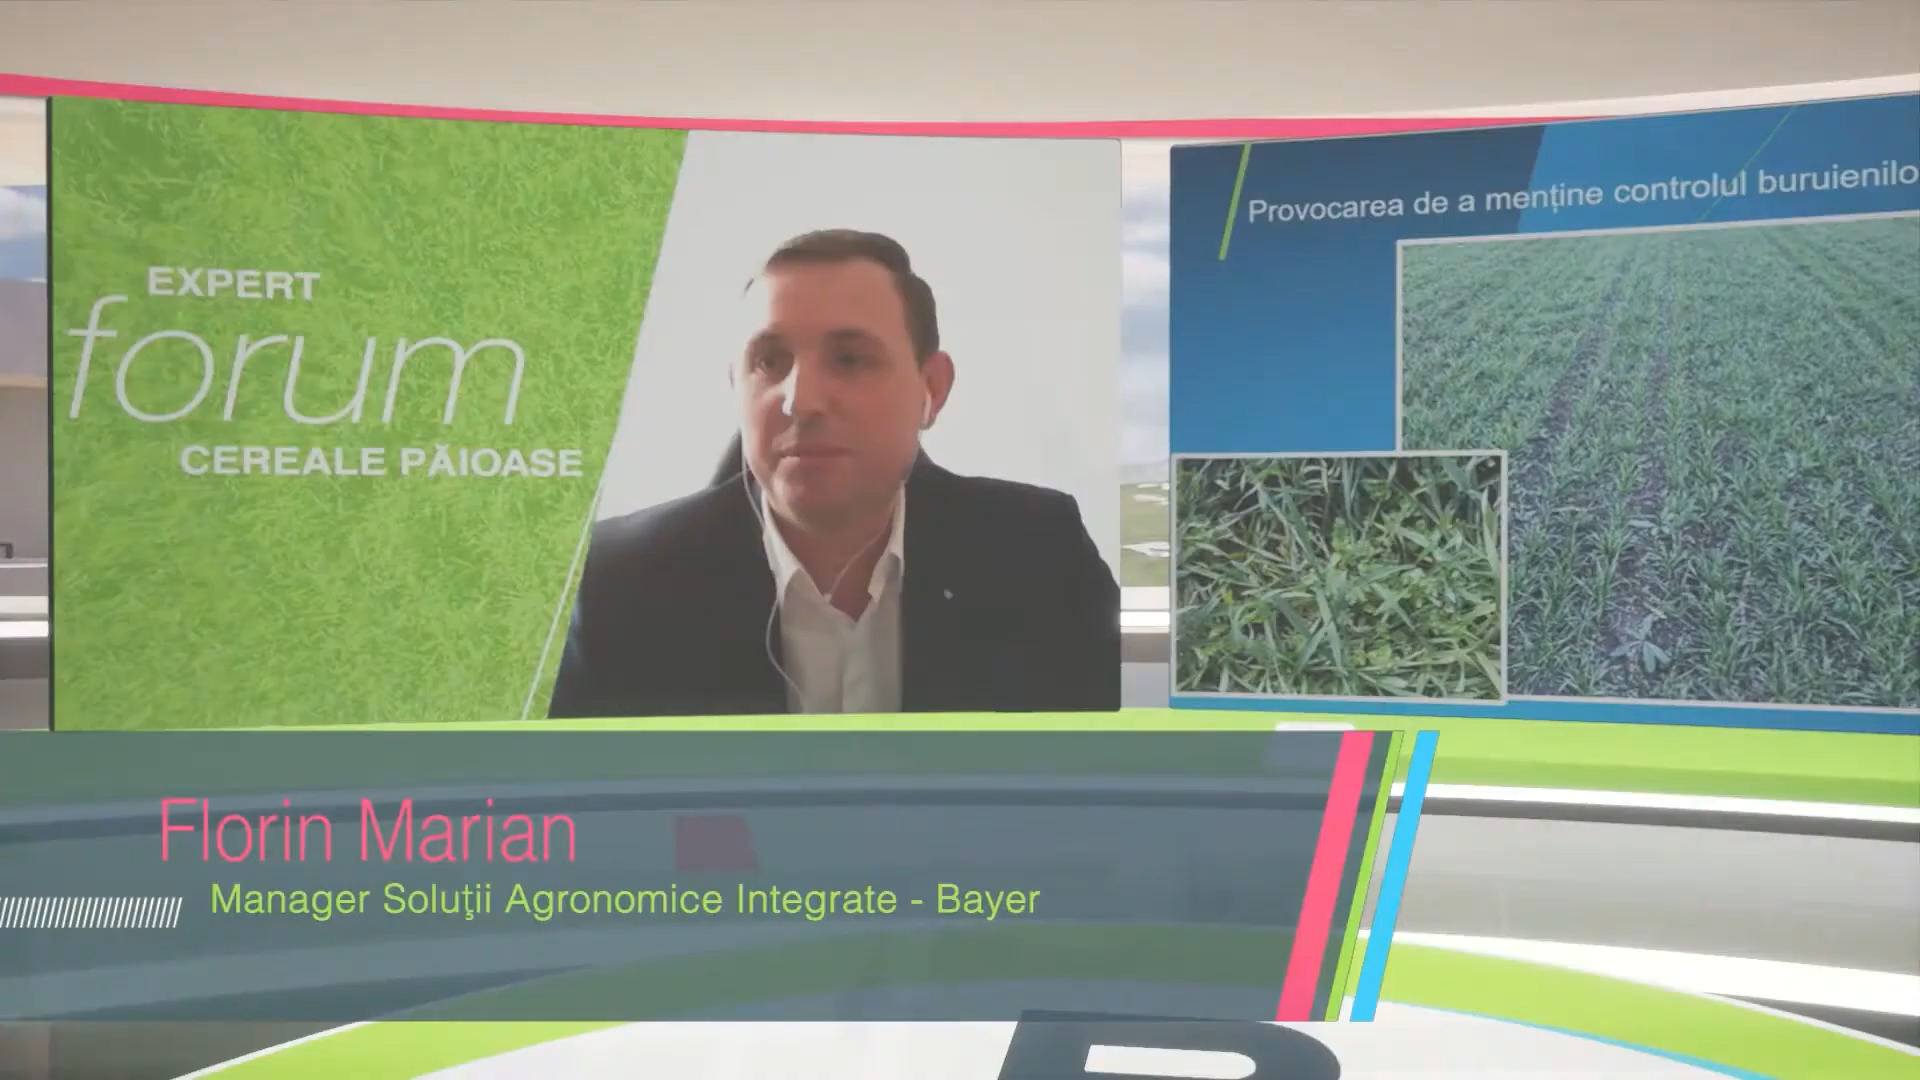 EXPERT
forum
CEREALE PĂIOASE
Provocarea de a menține controlul buruienilo
Florin Marian
Manager Soluţii Agronomice Integrate - Bayer